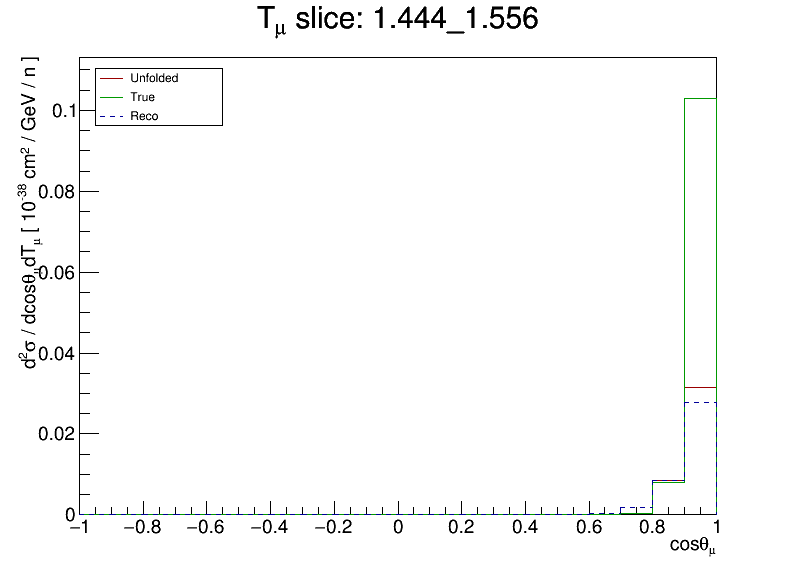 Tμ slice: 1.444_1.556
d²σ / dcosθμdTμ [ 10⁻³⁸ cm² / GeV / n ]
Unfolded
True
Reco
0.1
0.08
0.06
0.04
0.02
0
−1 −0.8 −0.6 −0.4 −0.2 0 0.2 0.4 0.6 0.8 1
cosθμ